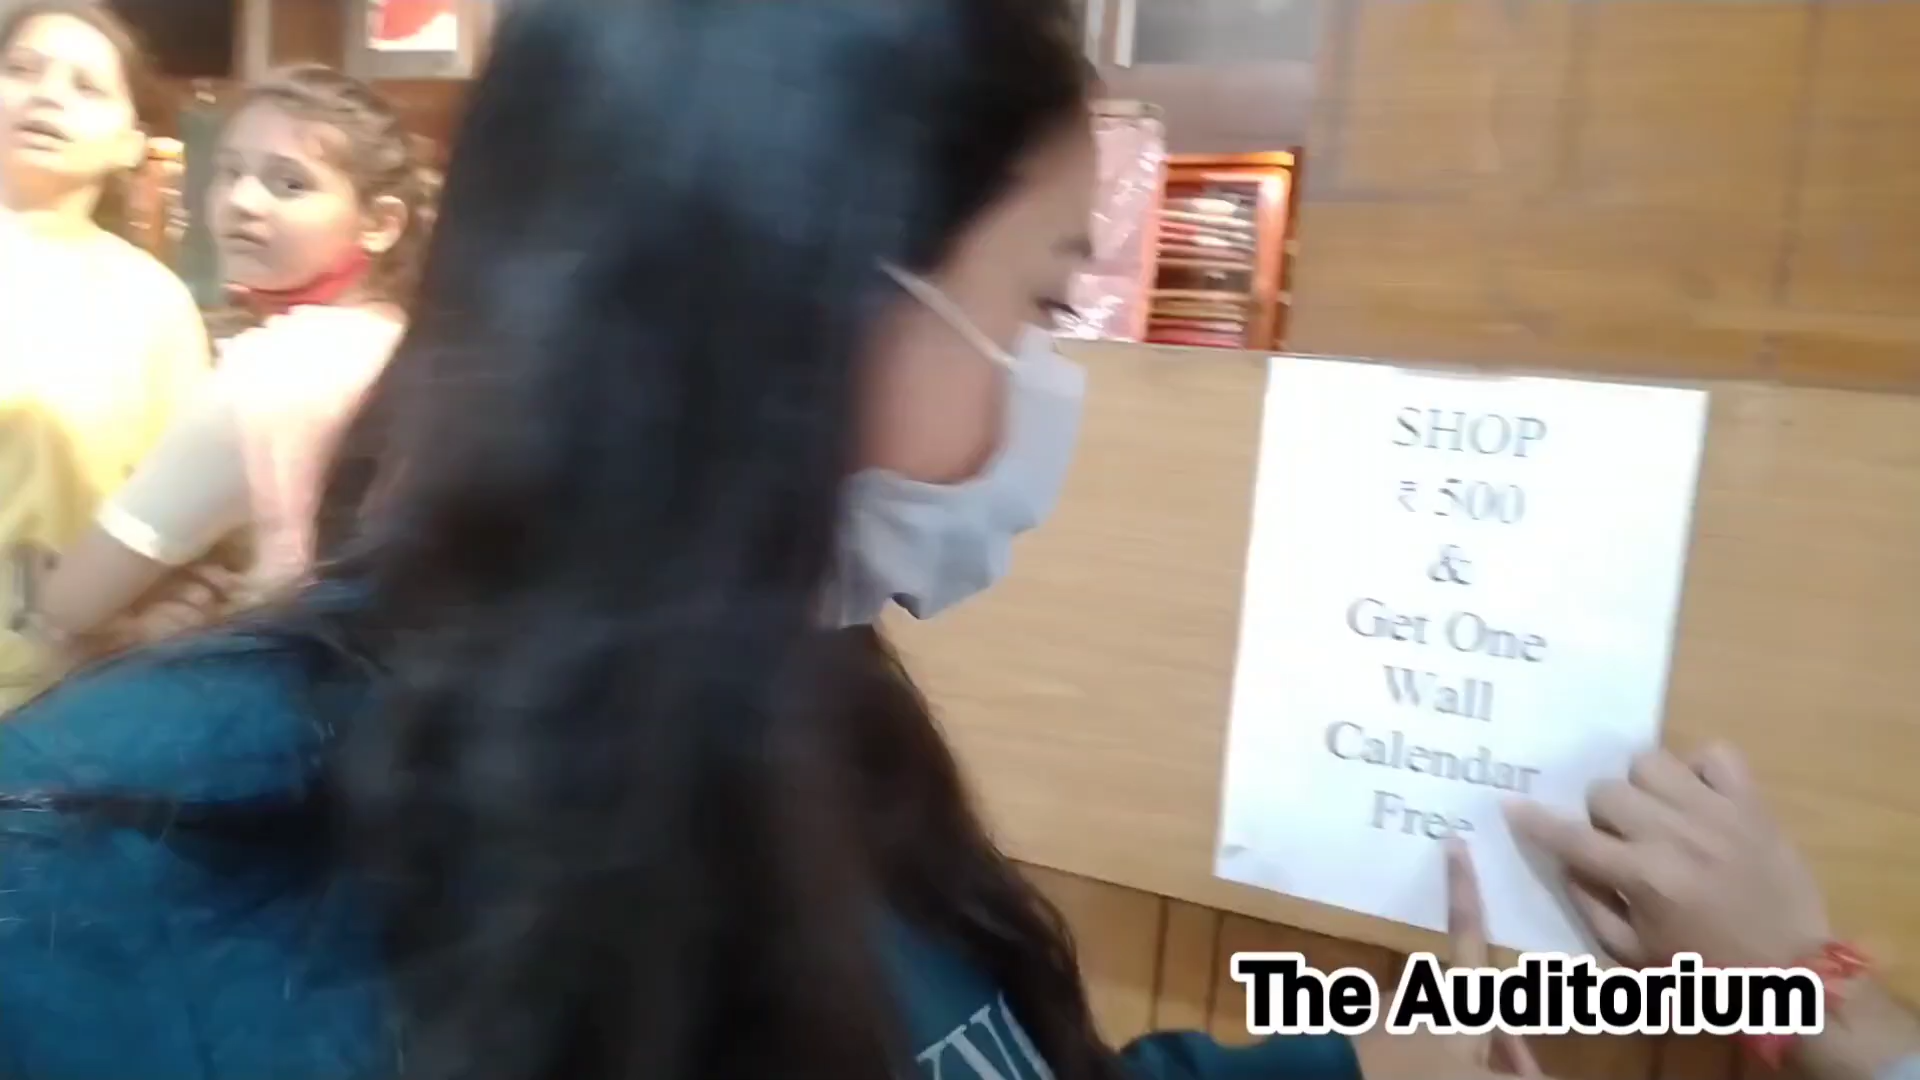 SHOP
₹ 500
&
Get One
Wall
Calendar
Free
The Auditorium